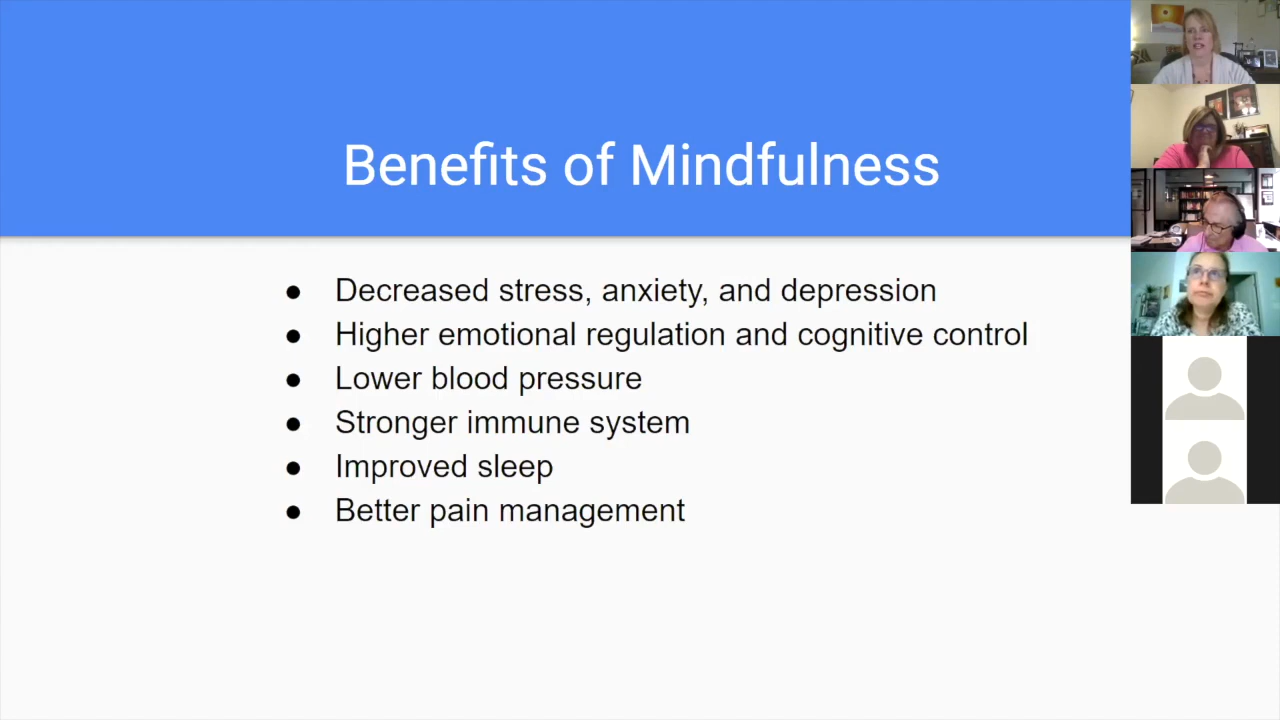 Benefits of Mindfulness
● Decreased stress, anxiety, and depression
● Higher emotional regulation and cognitive control
● Lower blood pressure
● Stronger immune system
● Improved sleep
● Better pain management